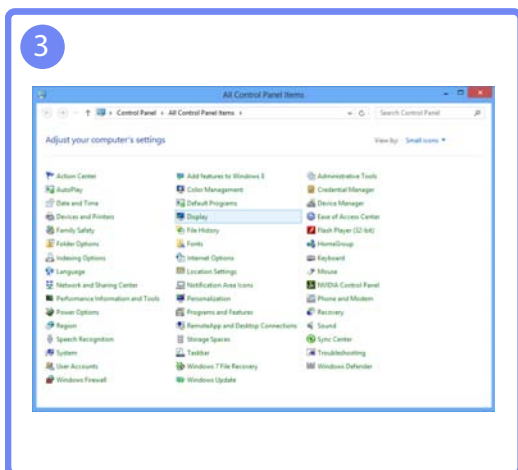 3
All Control Panel Items
Control Panel All Control Panel Items Search Control Panel
Adjust your computer's settings View by: Small icons
Action Center Add features to Windows 8 Administrative Tools
AutoPlay Color Management Credential Manager
Date and Time Default Programs Device Manager
Devices and Printers Display Ease of Access Center
Family Safety File History Flash Player (32-bit)
Folder Options Fonts HomeGroup
Indexing Options Internet Options Keyboard
Language Location Settings Mouse
Network and Sharing Center Notification Area Icons NVIDIA Control Panel
Performance Information and Tools Personalization Phone and Modem
Power Options Programs and Features Recovery
Region RemoteApp and Desktop Connections Sound
Speech Recognition Storage Spaces Sync Center
System Taskbar Troubleshooting
User Accounts Windows 7 File Recovery Windows Defender
Windows Firewall Windows Update